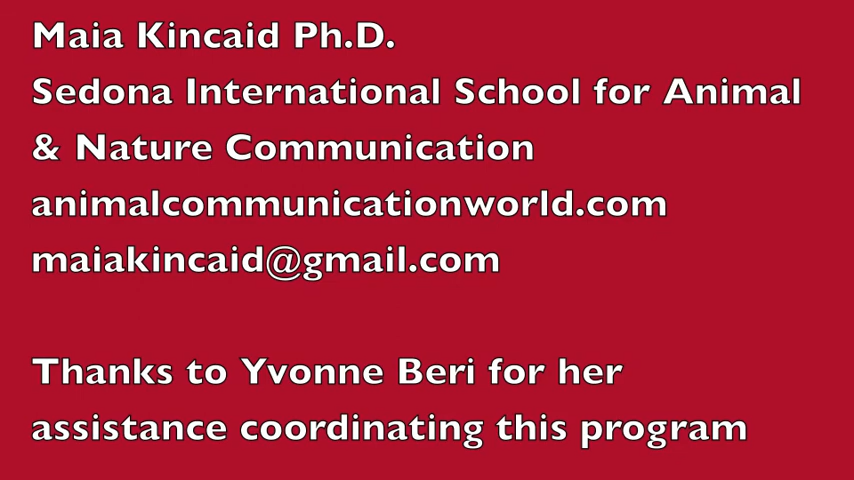 Maia Kincaid Ph.D.
Sedona International School for Animal
& Nature Communication
animalcommunicationworld.com
maiakincaid@gmail.com
Thanks to Yvonne Beri for her
assistance coordinating this program